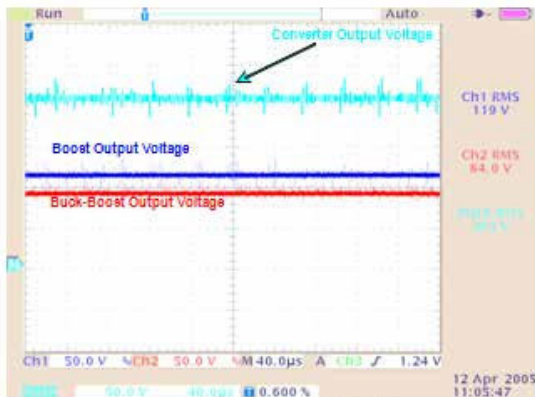 Run
Auto
Converter Output Voltage
Ch1 RMS
119 V
Boost Output Voltage
Ch2 RMS
84.0 V
Buck-Boost Output Voltage
Ch1 50.0 V Ch2 50.0 V M 40.0µs A Ch3 1.24 V
50.0 V 40.0µs 0.600 %
12 Apr 2005
11:05:47